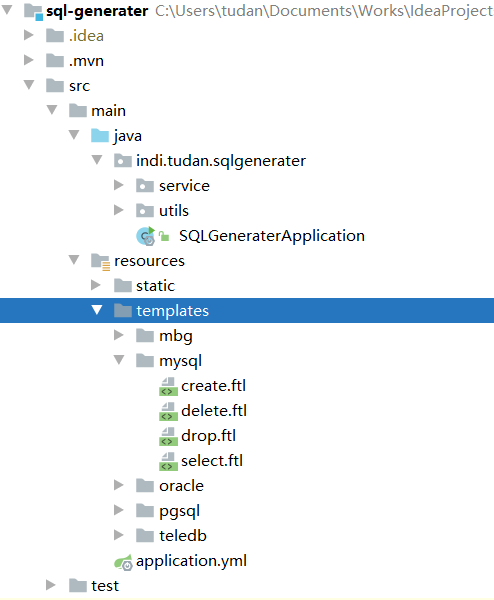 sql-generater C:\Users\tudan\Documents\Works\IdeaProject
.idea
.mvn
src
main
java
indi.tudan.sqlgenerater
service
utils
SQLGeneraterApplication
resources
static
templates
mbg
mysql
create.ftl
delete.ftl
drop.ftl
select.ftl
oracle
pgsql
teledb
application.yml
test